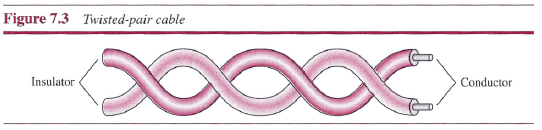 Figure 7.3 Twisted-pair cable
Insulator
Conductor